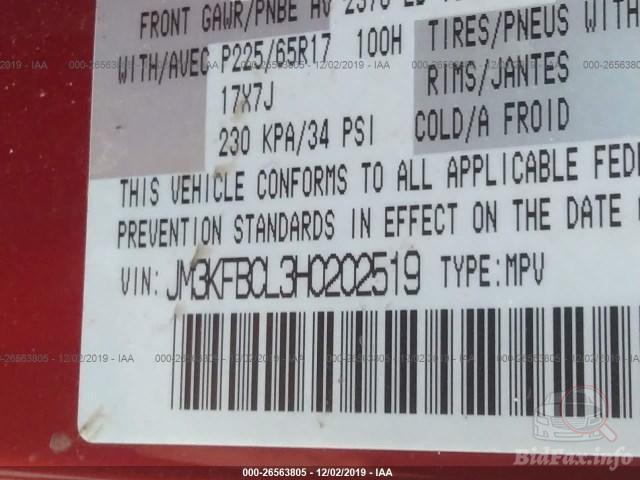 FRONT GAWR/PNBE AV
WITH/AVEC P225/65R17 100H TIRES/PNEUS WITH
17X7J RIMS/JANTES
230 KPA/34 PSI COLD/A FROID
THIS VEHICLE CONFORMS TO ALL APPLICABLE FEDE
PREVENTION STANDARDS IN EFFECT ON THE DATE
VIN: JM3KFBCL3H0202519 TYPE:MPV
000-26563805 - 12/02/2019 - IAA
BidFax.info